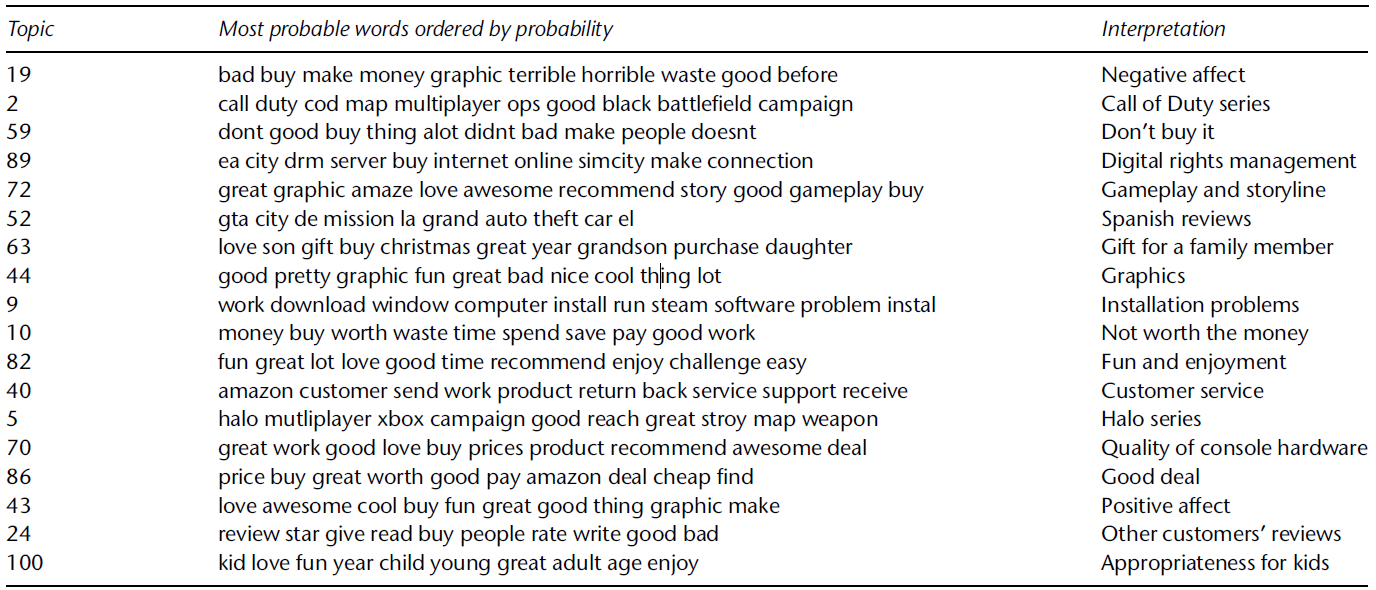 Topic Most probable words ordered by probability Interpretation
19 bad buy make money graphic terrible horrible waste good before Negative affect
2 call duty cod map multiplayer ops good black battlefield campaign Call of Duty series
59 dont good buy thing alot didnt bad make people doesnt Don’t buy it
89 ea city drm server buy internet online simcity make connection Digital rights management
72 great graphic amaze love awesome recommend story good gameplay buy Gameplay and storyline
52 gta city de mission la grand auto theft car el Spanish reviews
63 love son gift buy christmas great year grandson purchase daughter Gift for a family member
44 good pretty graphic fun great bad nice cool thing lot Graphics
9 work download window computer install run steam software problem instal Installation problems
10 money buy worth waste time spend save pay good work Not worth the money
82 fun great lot love good time recommend enjoy challenge easy Fun and enjoyment
40 amazon customer send work product return back service support receive Customer service
5 halo mutliplayer xbox campaign good reach great stroy map weapon Halo series
70 great work good love buy prices product recommend awesome deal Quality of console hardware
86 price buy great worth good pay amazon deal cheap find Good deal
43 love awesome cool buy fun great good thing graphic make Positive affect
24 review star give read buy people rate write good bad Other customers’ reviews
100 kid love fun year child young great adult age enjoy Appropriateness for kids